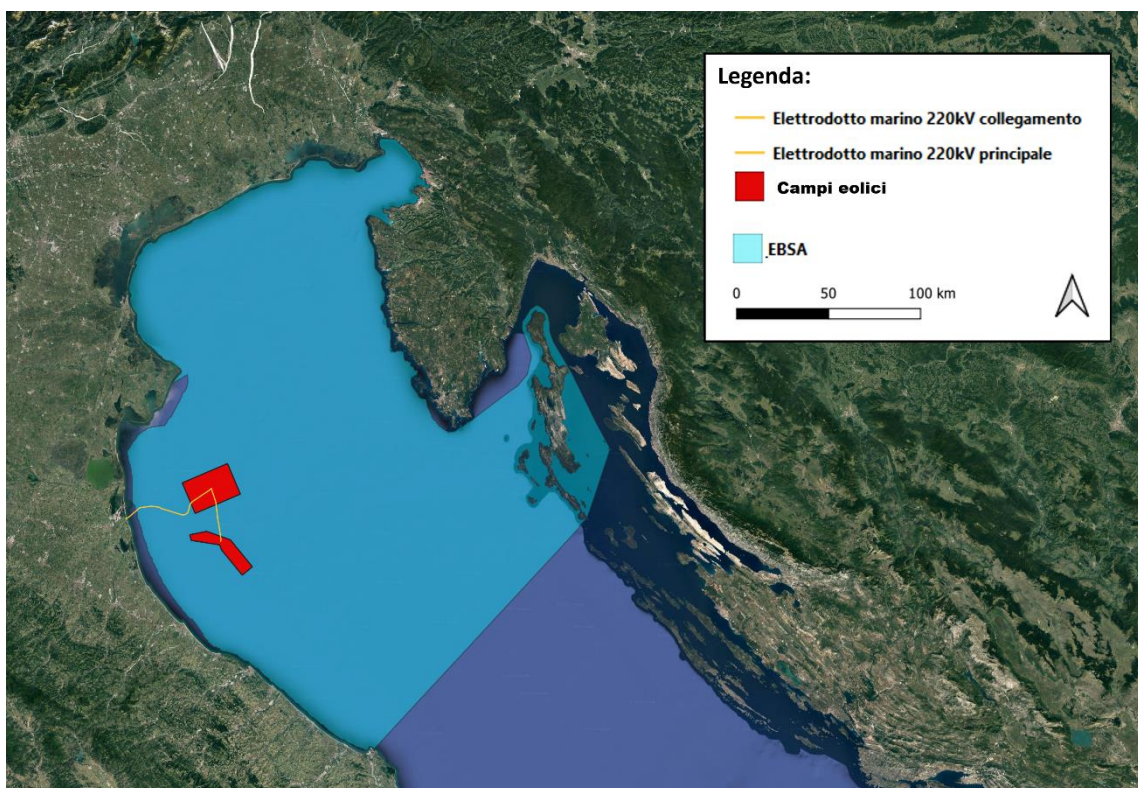 Legenda:
Elettrodotto marino 220kV collegamento
Elettrodotto marino 220kV principale
Campi eolici
.EBSA
0 50 100 km